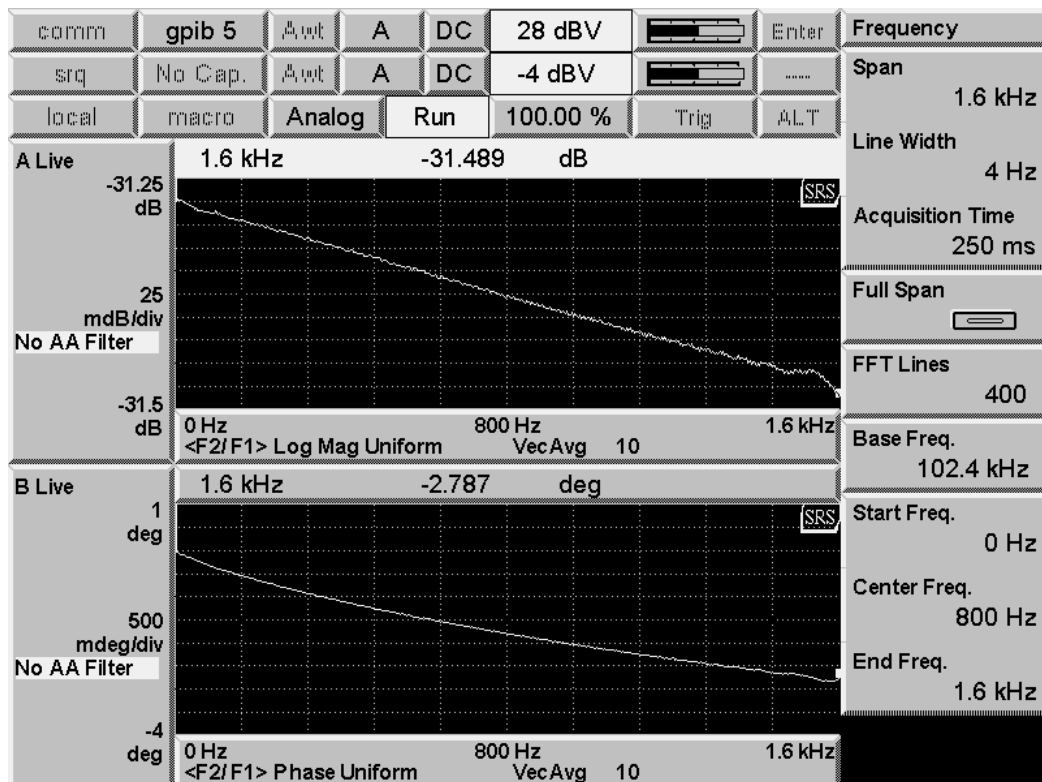 comm gpib 5 Awt A DC 28 dBV Enter
srq No Cap. Awt A DC -4 dBV
local macro Analog Run 100.00 % Trig ALT
Frequency
Span
1.6 kHz
Line Width
4 Hz
Acquisition Time
250 ms
Full Span
FFT Lines
400
Base Freq.
102.4 kHz
Start Freq.
0 Hz
Center Freq.
800 Hz
End Freq.
1.6 kHz
A Live
1.6 kHz -31.489 dB
-31.25
dB
SRS
25
mdB/div
No AA Filter
-31.5
dB
0 Hz 800 Hz 1.6 kHz
<F2/F1> Log Mag Uniform VecAvg 10
B Live
1.6 kHz -2.787 deg
1
deg
SRS
500
mdeg/div
No AA Filter
-4
deg
0 Hz 800 Hz 1.6 kHz
<F2/F1> Phase Uniform VecAvg 10